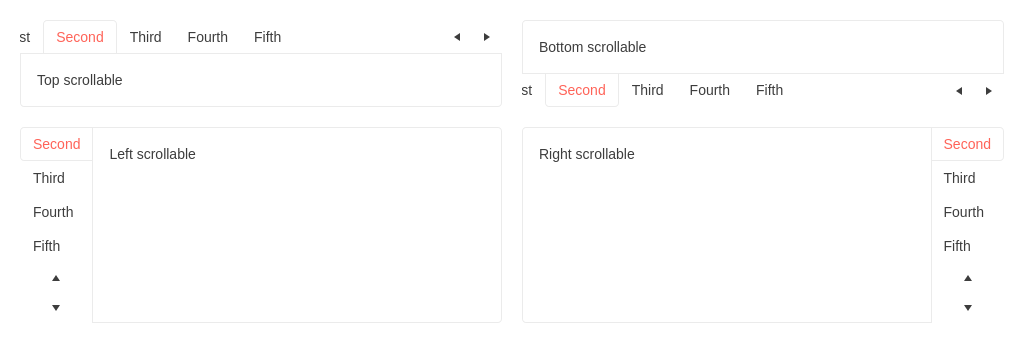 st Second Third Fourth Fifth
Top scrollable
Bottom scrollable
st Second Third Fourth Fifth
Second
Third
Fourth
Fifth
Left scrollable
Right scrollable
Second
Third
Fourth
Fifth